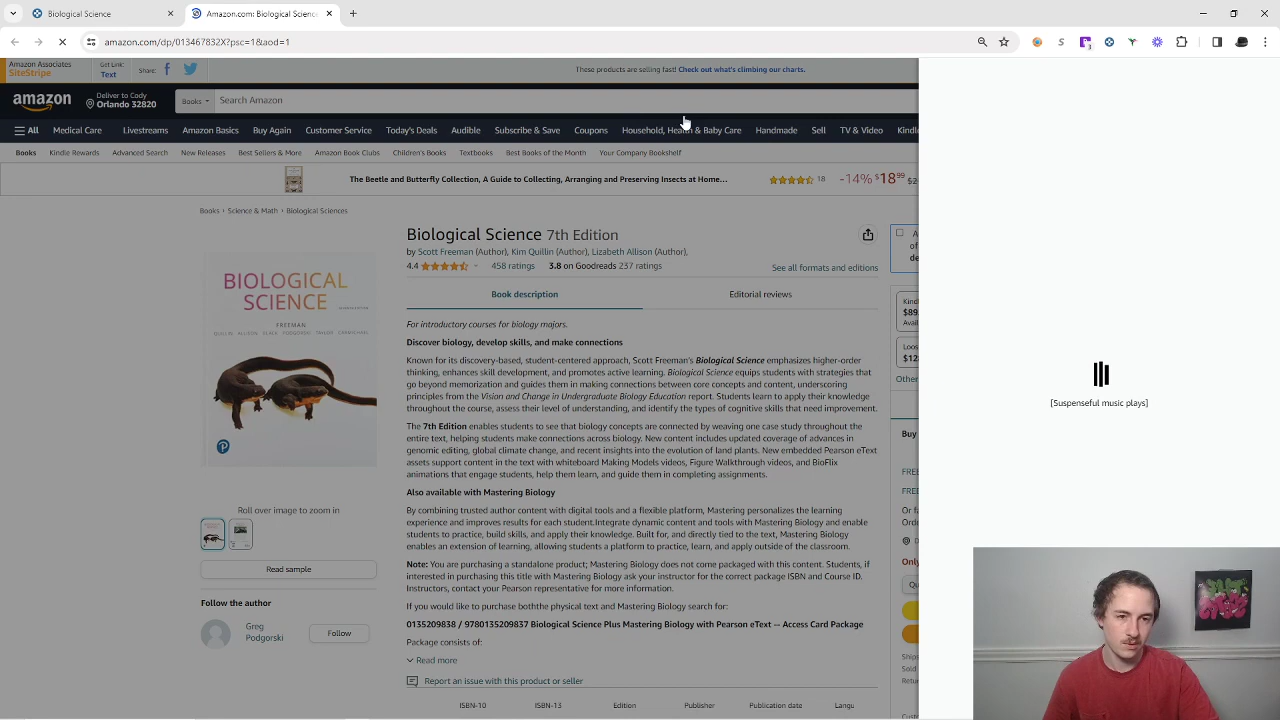 Biological Science
Amazon.com: Biological Science
amazon.com/dp/013467832X?psc=1&aod=1
Amazon Associates
SiteStripe
Get Link:
Text
Share:
These products are selling fast! Check out what's climbing our charts.
amazon
Deliver to Cody
Orlando 32820
Books
Search Amazon
All Medical Care Livestreams Amazon Basics Buy Again Customer Service Today's Deals Audible Subscribe & Save Coupons Household, Health & Baby Care Handmade Sell TV & Video Kindl
Books Kindle Rewards Advanced Search New Releases Best Sellers & More Amazon Book Clubs Children's Books Textbooks Best Books of the Month Your Company Bookshelf
The Beetle and Butterfly Collection, A Guide to Collecting, Arranging and Preserving Insects at Home...
18
-14% $18.99
Books › Science & Math › Biological Sciences
BIOLOGICAL
SCIENCE
FREEMAN
Biological Science 7th Edition
by Scott Freeman (Author), Kim Quillin (Author), Lizabeth Allison (Author),
4.4 458 ratings 3.8 on Goodreads 237 ratings
See all formats and editions
Book description
Editorial reviews
For introductory courses for biology majors.
Discover biology, develop skills, and make connections
Known for its discovery-based, student-centered approach, Scott Freeman's Biological Science emphasizes higher-order
thinking, enhances skill development, and promotes active learning. Biological Science equips students with strategies that
go beyond memorization and guides them in making connections between core concepts and content, underscoring
principles from the Vision and Change in Undergraduate Biology Education report. Students learn to apply their knowledge
throughout the course, assess their level of understanding, and identify the types of cognitive skills that need improvement.
The 7th Edition enables students to see that biology concepts are connected by weaving one case study throughout the
entire text, helping students make connections across biology. New content includes updated coverage of advances in
genomic editing, global climate change, and recent insights into the evolution of land plants. New embedded Pearson eText
assets support content in the text with whiteboard Making Models videos, Figure Walkthrough videos, and BioFlix
animations that engage students, help them learn, and guide them in completing assignments.
Also available with Mastering Biology
By combining trusted author content with digital tools and a flexible platform, Mastering personalizes the learning
experience and improves results for each student.Integrate dynamic content and tools with Mastering Biology and enable
students to practice, build skills, and apply their knowledge. Built for, and directly tied to the text, Mastering Biology
enables an extension of learning, allowing students a platform to practice, learn, and apply outside of the classroom.
Note: You are purchasing a standalone product; Mastering Biology does not come packaged with this content. Students, if
interested in purchasing this title with Mastering Biology ask your instructor for the correct package ISBN and Course ID.
Instructors, contact your Pearson representative for more information.
If you would like to purchase boththe physical text and Mastering Biology search for:
0135209838 / 9780135209837 Biological Science Plus Mastering Biology with Pearson eText -- Access Card Package
Package consists of:
Read more
Report an issue with this product or seller
ISBN-10 ISBN-13 Edition Publisher Publication date Langu
Roll over image to zoom in
Read sample
Follow the author
Greg
Podgorski
Follow
A
of
de
Kind
$89.
Avail
Loos
$12
Other
Buy
FREE
FREE
Or fa
Orde
Only
Qu
Ships
Sold
Retu
[Suspenseful music plays]